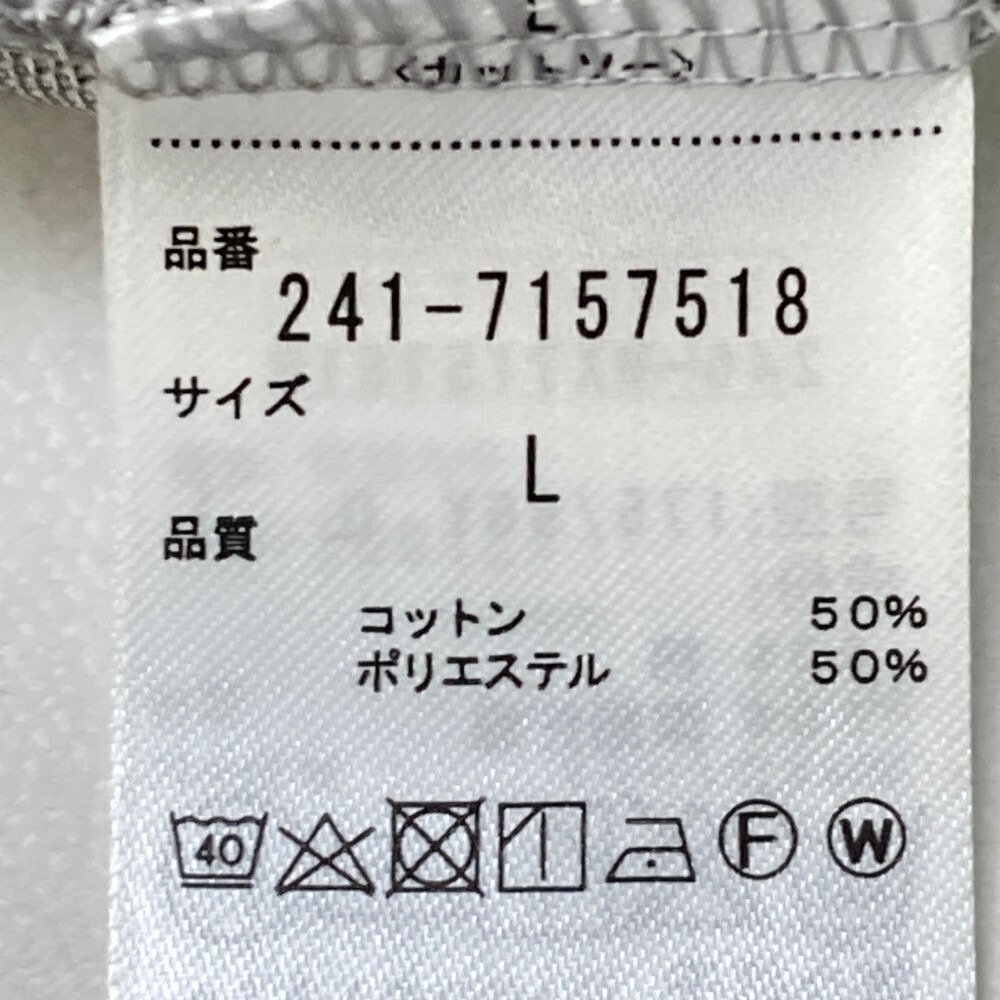 L
<カットソー>
品番
241-7157518
サイズ
L
品質
コットン 50%
ポリエステル 50%
40 F W